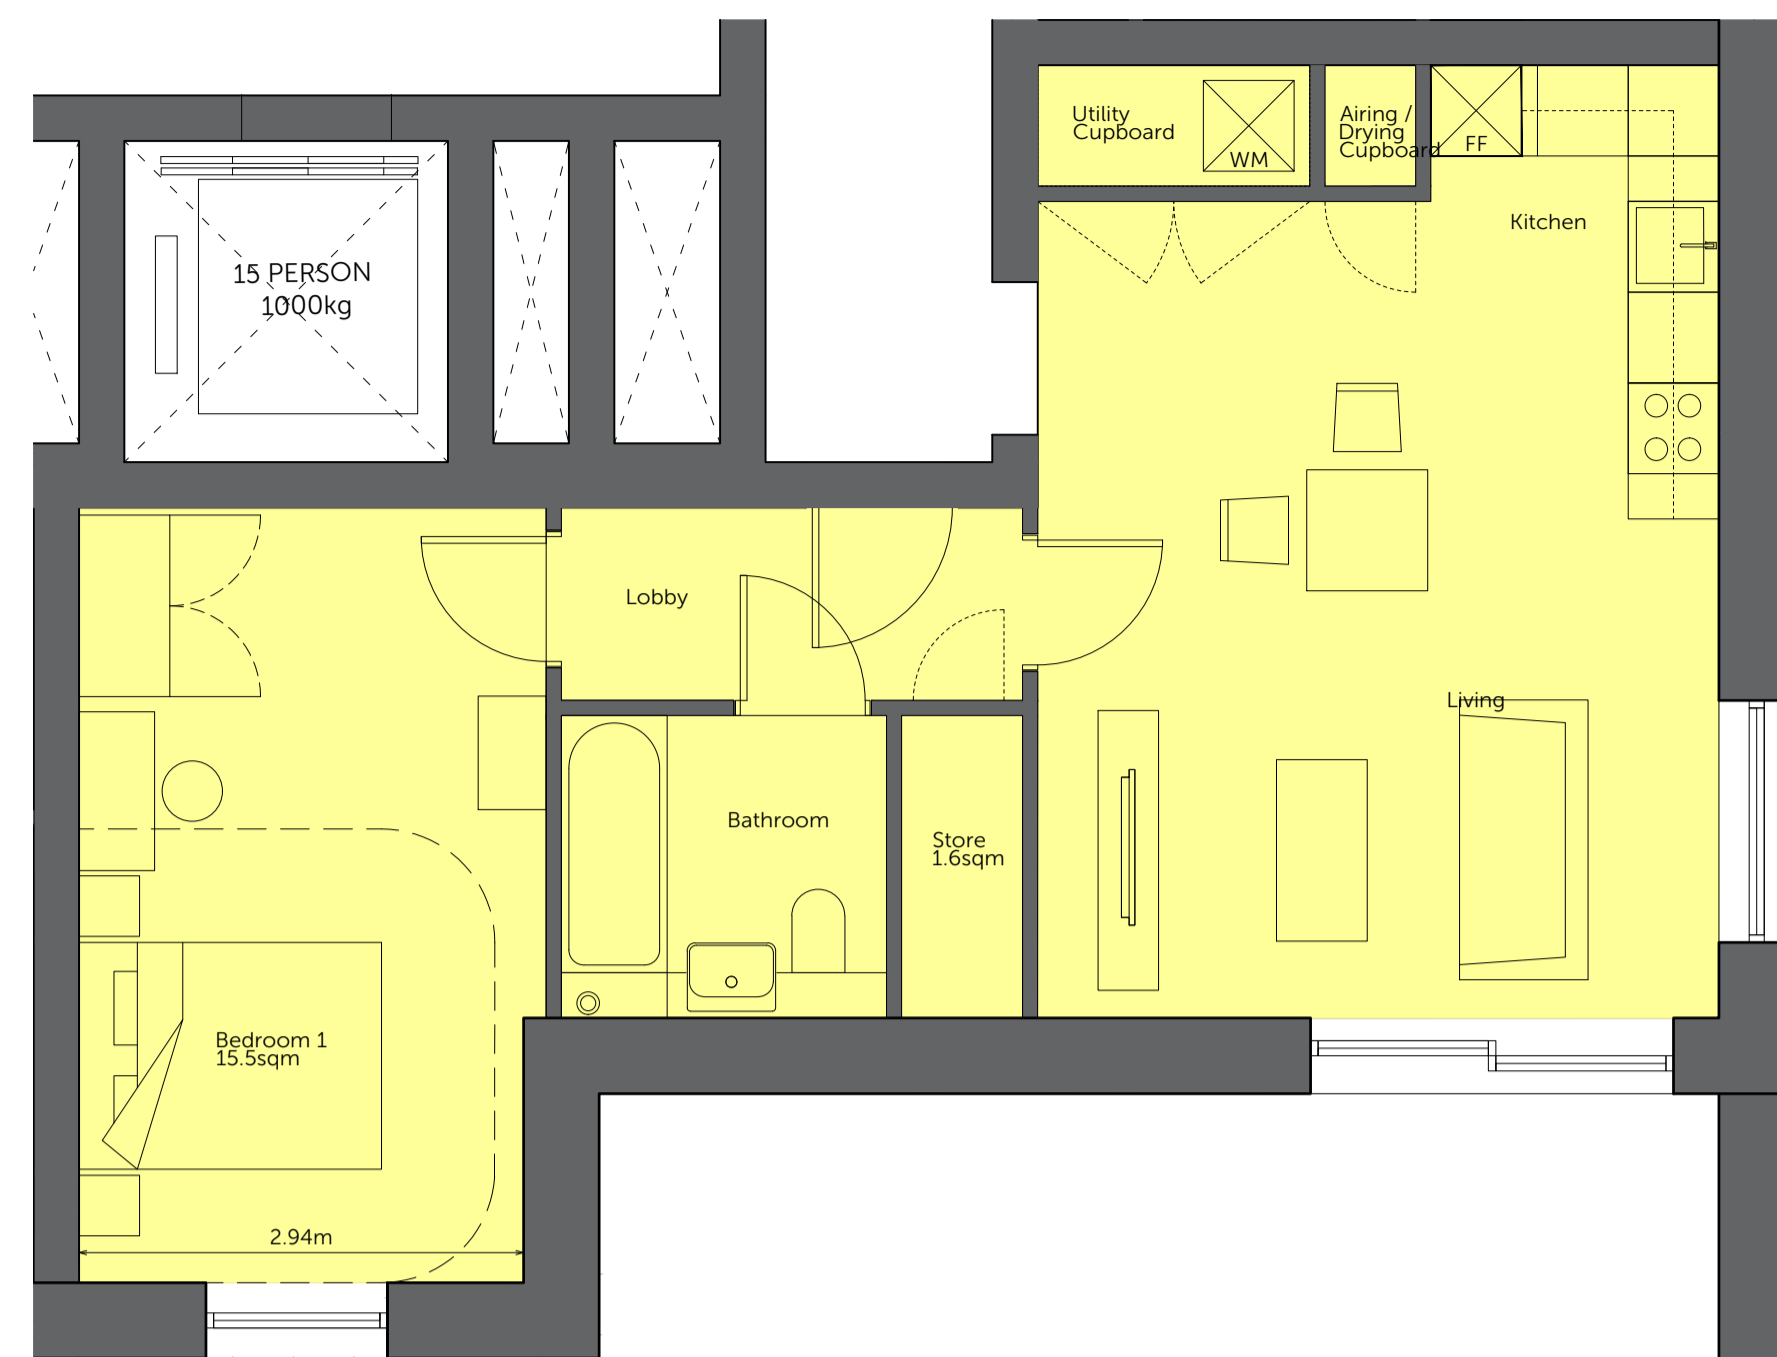 Utility
Cupboard
WM
Airing /
Drying
Cupboard
FF
Kitchen
15 PERSON
1000kg
Lobby
Living
Bathroom
Store
1.6sqm
Bedroom 1
15.5sqm
2.94m